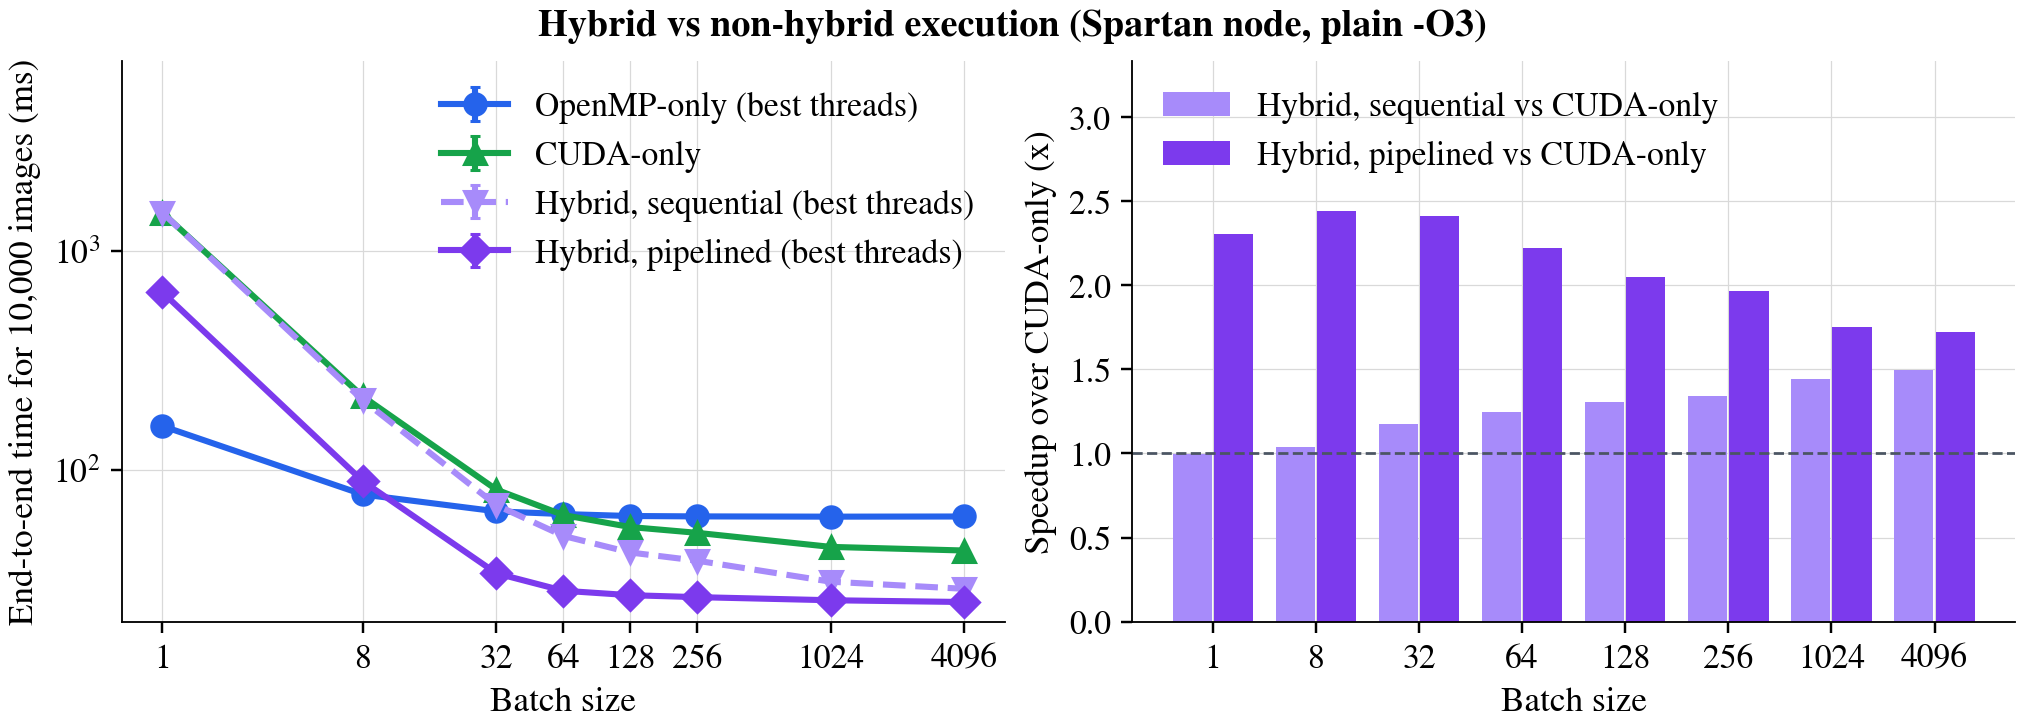 Hybrid vs non-hybrid execution (Spartan node, plain -O3)
End-to-end time for 10,000 images (ms)
10³
10²
OpenMP-only (best threads)
CUDA-only
Hybrid, sequential (best threads)
Hybrid, pipelined (best threads)
1 8 32 64 128 256 1024 4096
Batch size
Speedup over CUDA-only (x)
3.0
2.5
2.0
1.5
1.0
0.5
0.0
Hybrid, sequential vs CUDA-only
Hybrid, pipelined vs CUDA-only
1 8 32 64 128 256 1024 4096
Batch size